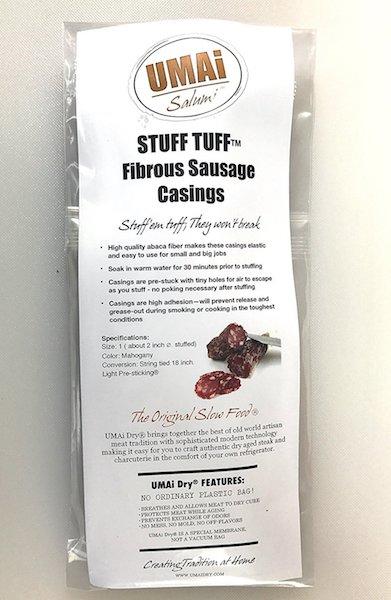 UMAi
Salumi
STUFF TUFF™
Fibrous Sausage
Casings
Stuff'em tuff, They won't break
• High quality abaca fiber makes these casings elastic
and easy to use for small and big jobs
• Soak in warm water for 30 minutes prior to stuffing
• Casings are pre-stuck with tiny holes for air to escape
as you stuff - no poking necessary after stuffing
• Casings are high adhesion—will prevent release and
grease-out during smoking or cooking in the toughest
conditions
Specifications:
Size: 1 ( about 2 inch ø. stuffed)
Color: Mahogany
Conversion: String tied 18 inch.
Light Pre-sticking®
The Original Slow Food®
UMAi Dry® brings together the best of old world artisan
meat tradition with sophisticated modern technology
making it easy for you to craft authentic dry aged steak and
charcuterie in the comfort of your own refrigerator.
UMAi Dry® FEATURES:
NO ORDINARY PLASTIC BAG!
·BREATHES AND ALLOWS MEAT TO DRY CURE
·PROTECTS MEAT WHILE AGING
·PREVENTS EXCHANGE OF ODORS
·NO MESS, NO MOLD, NO OFF-FLAVORS
UMAi Dry® IS A SPECIAL MEMBRANE,
NOT A VACUUM BAG
Creating Tradition at Home
WWW.UMAIDRY.COM